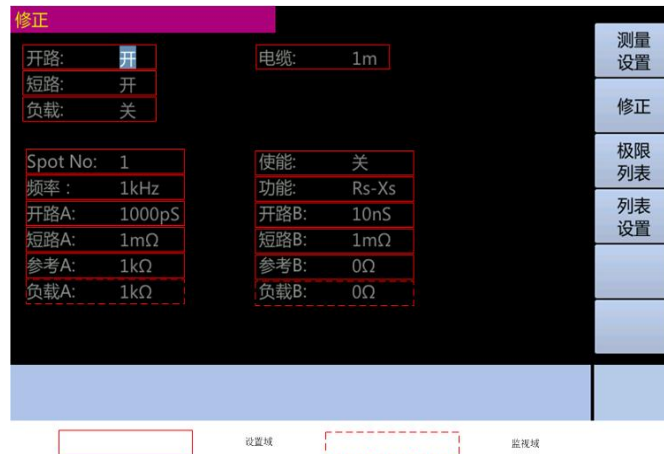 修正
开路: 开 电缆: 1m
短路: 开
负载: 关
Spot No: 1 使能: 关
频率 : 1kHz 功能: Rs-Xs
开路A: 1000pS 开路B: 10nS
短路A: 1mΩ 短路B: 1mΩ
参考A: 1kΩ 参考B: 0Ω
负载A: 1kΩ 负载B: 0Ω
测量
设置
修正
极限
列表
列表
设置
设置域 监视域